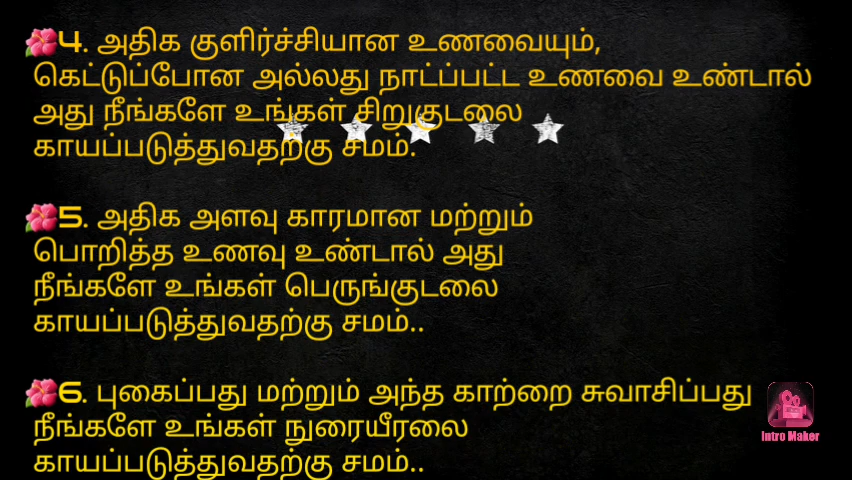 🌺4. அதிக குளிர்ச்சியான உணவையும்,
கெட்டுப்போன அல்லது நாட்ப்பட்ட உணவை உண்டால்
அது நீங்களே உங்கள் சிறுகுடலை
காயப்படுத்துவதற்கு சமம்.
🌺5. அதிக அளவு காரமான மற்றும்
பொறித்த உணவு உண்டால் அது
நீங்களே உங்கள் பெருங்குடலை
காயப்படுத்துவதற்கு சமம்..
🌺6. புகைப்பது மற்றும் அந்த காற்றை சுவாசிப்பது
நீங்களே உங்கள் நுரையீரலை
காயப்படுத்துவதற்கு சமம்..
Intro Maker